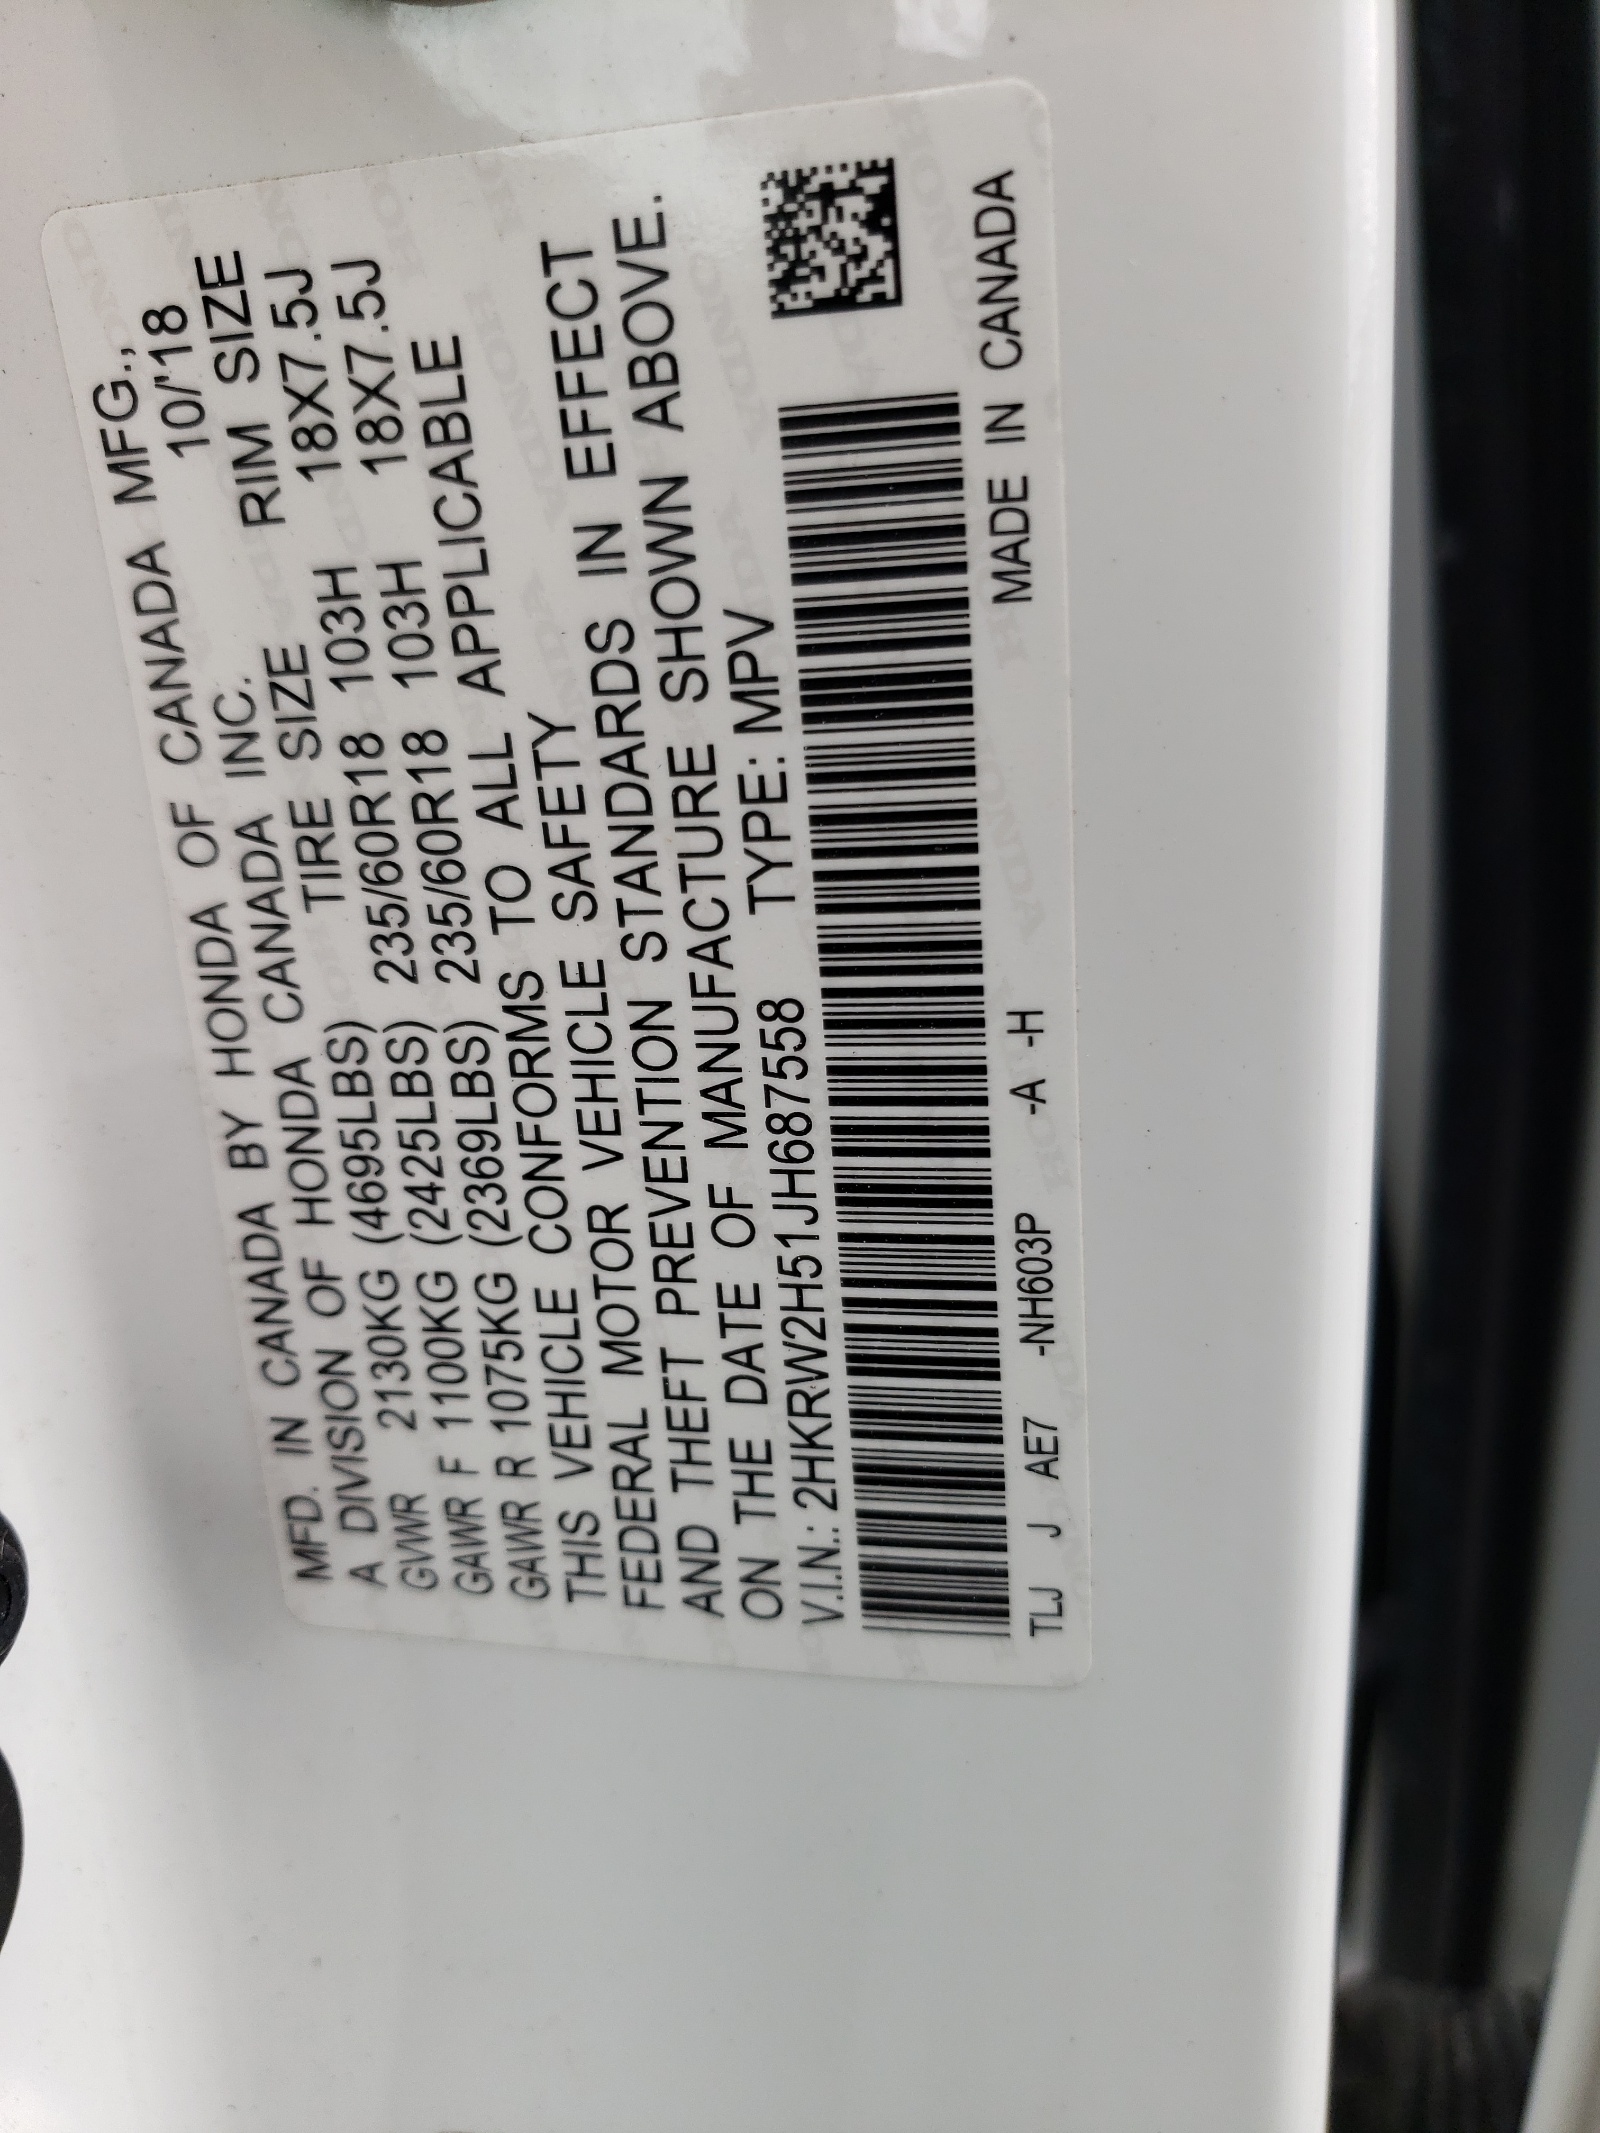 MFD. IN CANADA BY HONDA OF CANADA MFG.,
A DIVISION OF HONDA CANADA INC. 10/'18
TIRE SIZE RIM SIZE
GVWR 2130KG (4695LBS)
GAWR F 1100KG (2425LBS) 235/60R18 103H 18X7.5J
GAWR R 1075KG (2369LBS) 235/60R18 103H 18X7.5J
THIS VEHICLE CONFORMS TO ALL APPLICABLE
FEDERAL MOTOR VEHICLE SAFETY
AND THEFT PREVENTION STANDARDS IN EFFECT
ON THE DATE OF MANUFACTURE SHOWN ABOVE.
V.I.N.: 2HKRW2H51JH687558 TYPE: MPV
TLJ J AE7 -NH603P -A -H MADE IN CANADA